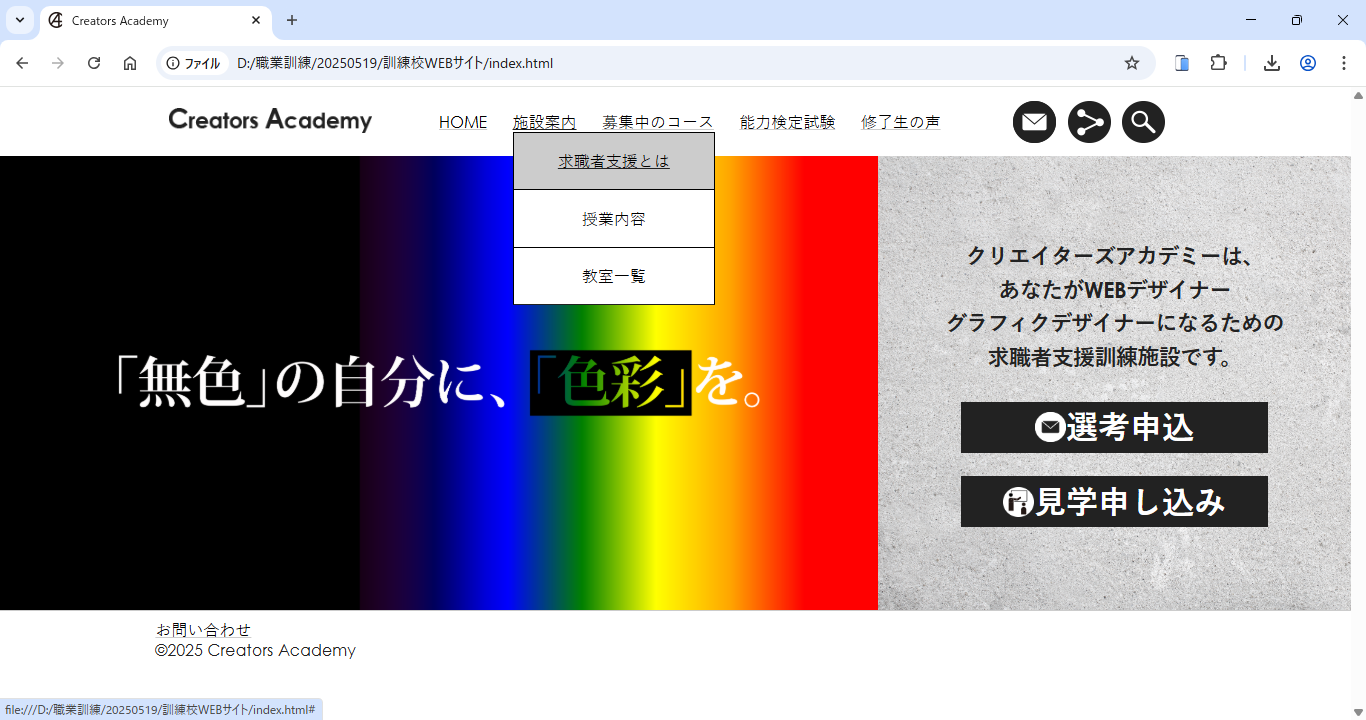 Creators Academy
ファイル
D:/職業訓練/20250519/訓練校WEBサイト/index.html
Creators Academy
HOME
施設案内
募集中のコース
能力検定試験
修了生の声
求職者支援とは
授業内容
教室一覧
「無色」の自分に、「色彩」を。
クリエイターズアカデミーは、
あなたがWEBデザイナー
グラフィクデザイナーになるための
求職者支援訓練施設です。
選考申込
見学申し込み
お問い合わせ
©2025 Creators Academy
file:///D:/職業訓練/20250519/訓練校WEBサイト/index.html#